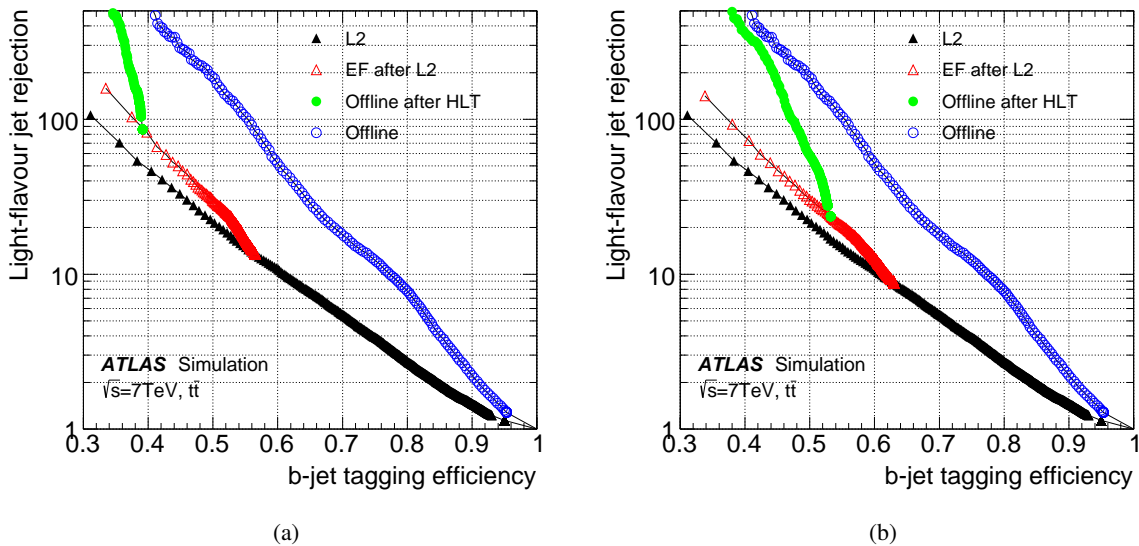 Light-flavour jet rejection
100
10
1
L2
EF after L2
Offline after HLT
Offline
ATLAS Simulation
√s=7TeV, tt̄
0.3 0.4 0.5 0.6 0.7 0.8 0.9 1
b-jet tagging efficiency
(a)
Light-flavour jet rejection
100
10
1
L2
EF after L2
Offline after HLT
Offline
ATLAS Simulation
√s=7TeV, tt̄
0.3 0.4 0.5 0.6 0.7 0.8 0.9 1
b-jet tagging efficiency
(b)